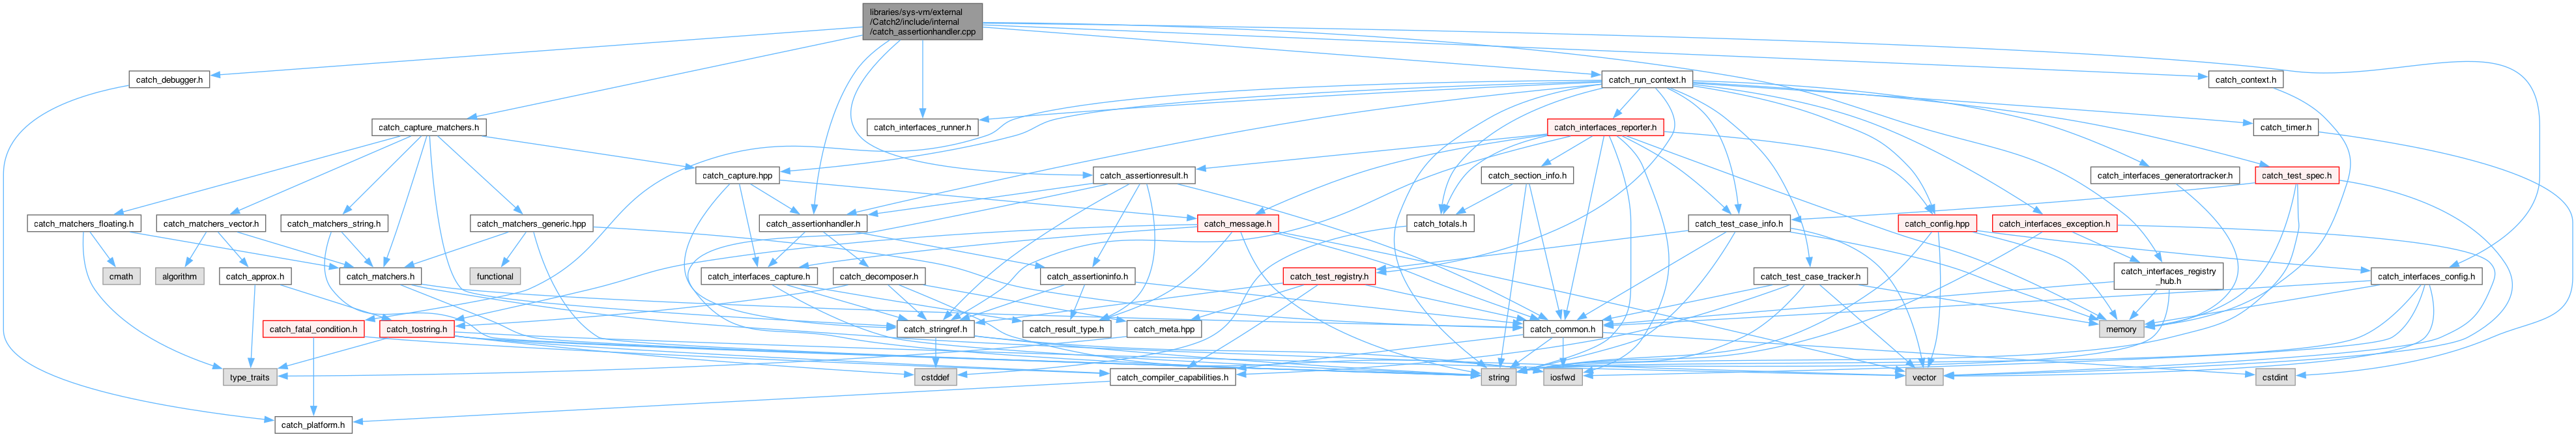 libraries/sys-vm/external
/Catch2/include/internal
/catch_assertionhandler.cpp
catch_debugger.h
catch_run_context.h
catch_context.h
catch_capture_matchers.h
catch_interfaces_runner.h
catch_interfaces_reporter.h
catch_timer.h
catch_capture.hpp
catch_assertionresult.h
catch_section_info.h
catch_interfaces_generatortracker.h
catch_test_spec.h
catch_matchers_floating.h
catch_matchers_vector.h
catch_matchers_string.h
catch_matchers_generic.hpp
catch_assertionhandler.h
catch_message.h
catch_totals.h
catch_test_case_info.h
catch_config.hpp
catch_interfaces_exception.h
cmath
algorithm
catch_approx.h
catch_matchers.h
functional
catch_interfaces_capture.h
catch_decomposer.h
catch_assertioninfo.h
catch_test_registry.h
catch_test_case_tracker.h
catch_interfaces_registry
_hub.h
catch_interfaces_config.h
catch_fatal_condition.h
catch_tostring.h
catch_stringref.h
catch_result_type.h
catch_meta.hpp
catch_common.h
memory
type_traits
cstddef
catch_compiler_capabilities.h
string
iosfwd
vector
cstdint
catch_platform.h